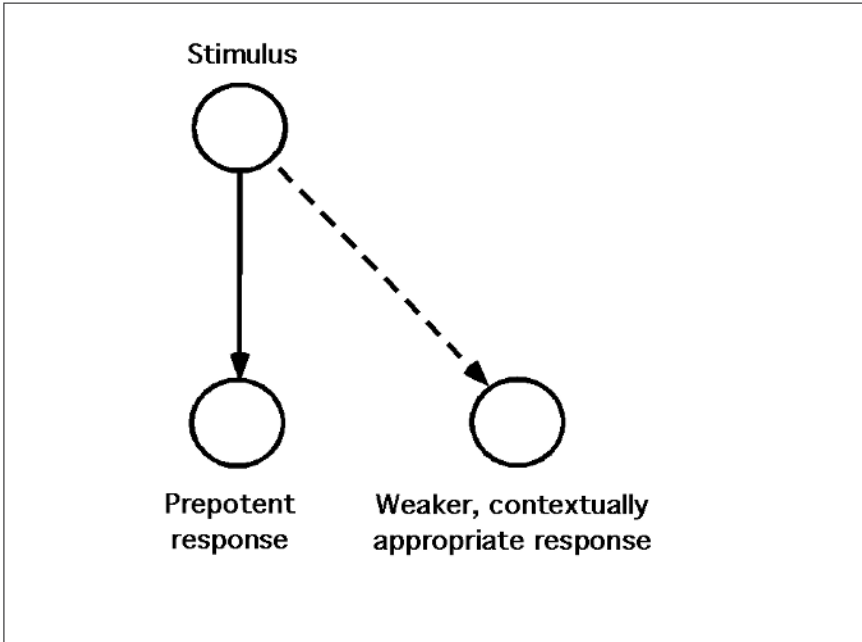 Stimulus
Prepotent
response
Weaker, contextually
appropriate response